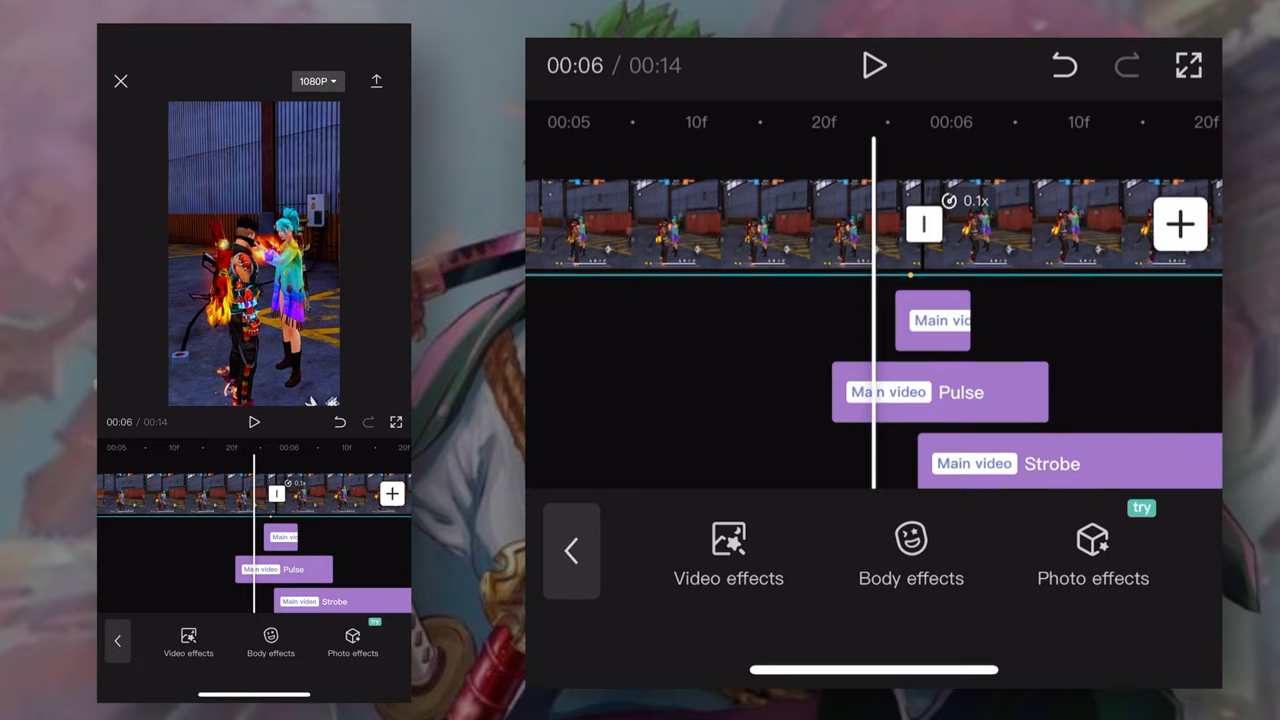 1080P
00:06 / 00:14
00:05 10f 20f 00:06 10f 20f
0.1x
Main vid
Main video Pulse
Main video Strobe
try
Video effects Body effects Photo effects
00:06 / 00:14
00:05 10f 20f 00:06 10f 20f
0.1x
Main vic
Main video Pulse
Main video Strobe
try
Video effects Body effects Photo effects